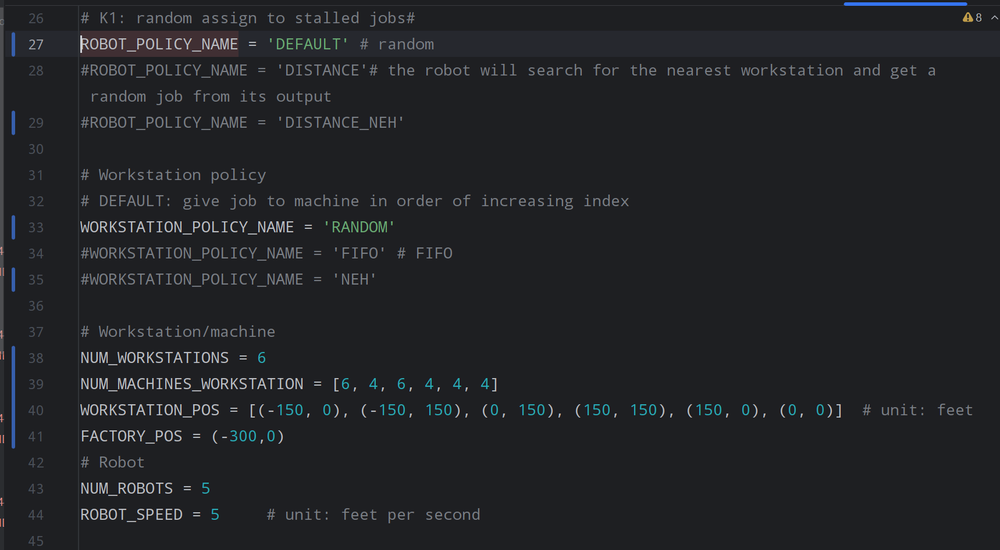 26 # K1: random assign to stalled jobs# 8
27 ROBOT_POLICY_NAME = 'DEFAULT' # random
28 #ROBOT_POLICY_NAME = 'DISTANCE'# the robot will search for the nearest workstation and get a
random job from its output
29 #ROBOT_POLICY_NAME = 'DISTANCE_NEH'
30
31 # Workstation policy
32 # DEFAULT: give job to machine in order of increasing index
33 WORKSTATION_POLICY_NAME = 'RANDOM'
34 #WORKSTATION_POLICY_NAME = 'FIFO' # FIFO
35 #WORKSTATION_POLICY_NAME = 'NEH'
36
37 # Workstation/machine
38 NUM_WORKSTATIONS = 6
39 NUM_MACHINES_WORKSTATION = [6, 4, 6, 4, 4, 4]
40 WORKSTATION_POS = [(-150, 0), (-150, 150), (0, 150), (150, 150), (150, 0), (0, 0)]  # unit: feet
41 FACTORY_POS = (-300,0)
42 # Robot
43 NUM_ROBOTS = 5
44 ROBOT_SPEED = 5     # unit: feet per second
45